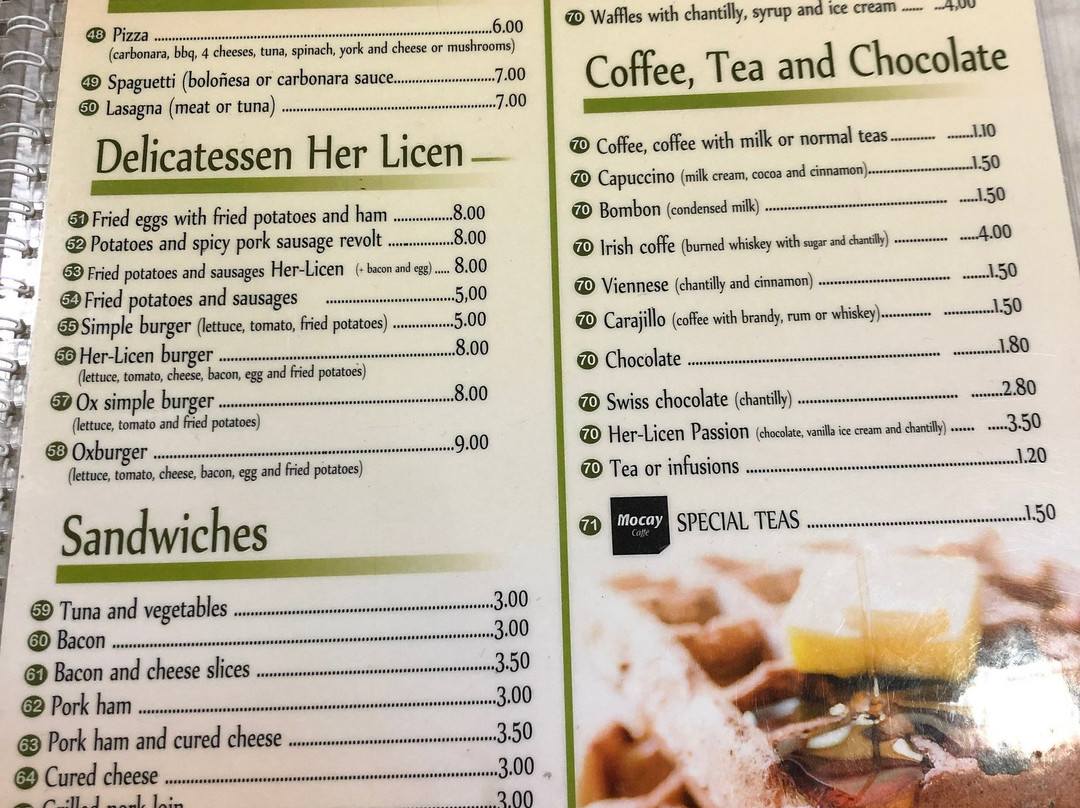 48 Pizza ........ 6.00
(carbonara, bbq, 4 cheeses, tuna, spinach, york and cheese or mushrooms)
49 Spaguetti (boloñesa or carbonara sauce........ 7.00
50 Lasagna (meat or tuna) ........ 7.00
Delicatessen Her Licen
51 Fried eggs with fried potatoes and ham ........ 8.00
52 Potatoes and spicy pork sausage revolt ........ 8.00
53 Fried potatoes and sausages Her-Licen (+ bacon and egg) ..... 8.00
54 Fried potatoes and sausages ........ 5,00
55 Simple burger (lettuce, tomato, fried potatoes) ........ 5.00
56 Her-Licen burger ........ 8.00
(lettuce, tomato, cheese, bacon, egg and fried potatoes)
57 Ox simple burger ........ 8.00
(lettuce, tomato and fried potatoes)
58 Oxburger ........ 9.00
(lettuce, tomato, cheese, bacon, egg and fried potatoes)
Sandwiches
59 Tuna and vegetables ........ 3.00
60 Bacon ........ 3.00
61 Bacon and cheese slices ........ 3.50
62 Pork ham ........ 3.00
63 Pork ham and cured cheese ........ 3.50
64 Cured cheese ........ 3.00
Grilled pork loin ........ 3.00
70 Waffles with chantilly, syrup and ice cream ..... ...4,00
Coffee, Tea and Chocolate
70 Coffee, coffee with milk or normal teas ........ 1.10
70 Capuccino (milk cream, cocoa and cinnamon) ........ 1.50
70 Bombon (condensed milk) ........ 1.50
70 Irish coffe (burned whiskey with sugar and chantilly) ........ 4.00
70 Viennese (chantilly and cinnamon) ........ 1.50
70 Carajillo (coffee with brandy, rum or whiskey) ........ 1.50
70 Chocolate ........ 1.80
70 Swiss chocolate (chantilly) ........ 2.80
70 Her-Licen Passion (chocolate, vanilla ice cream and chantilly) ...... 3.50
70 Tea or infusions ........ 1.20
71 Mocay Caffè SPECIAL TEAS ........ 1.50